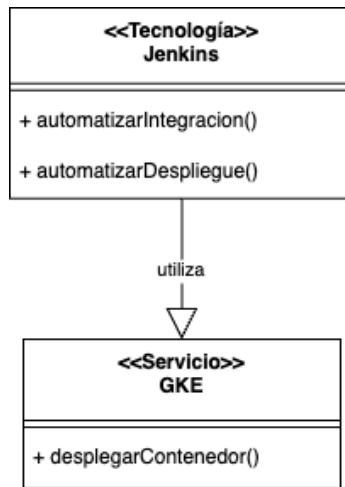 <<Tecnología>>
Jenkins
+ automatizarIntegracion()
+ automatizarDespliegue()
utiliza
<<Servicio>>
GKE
+ desplegarContenedor()